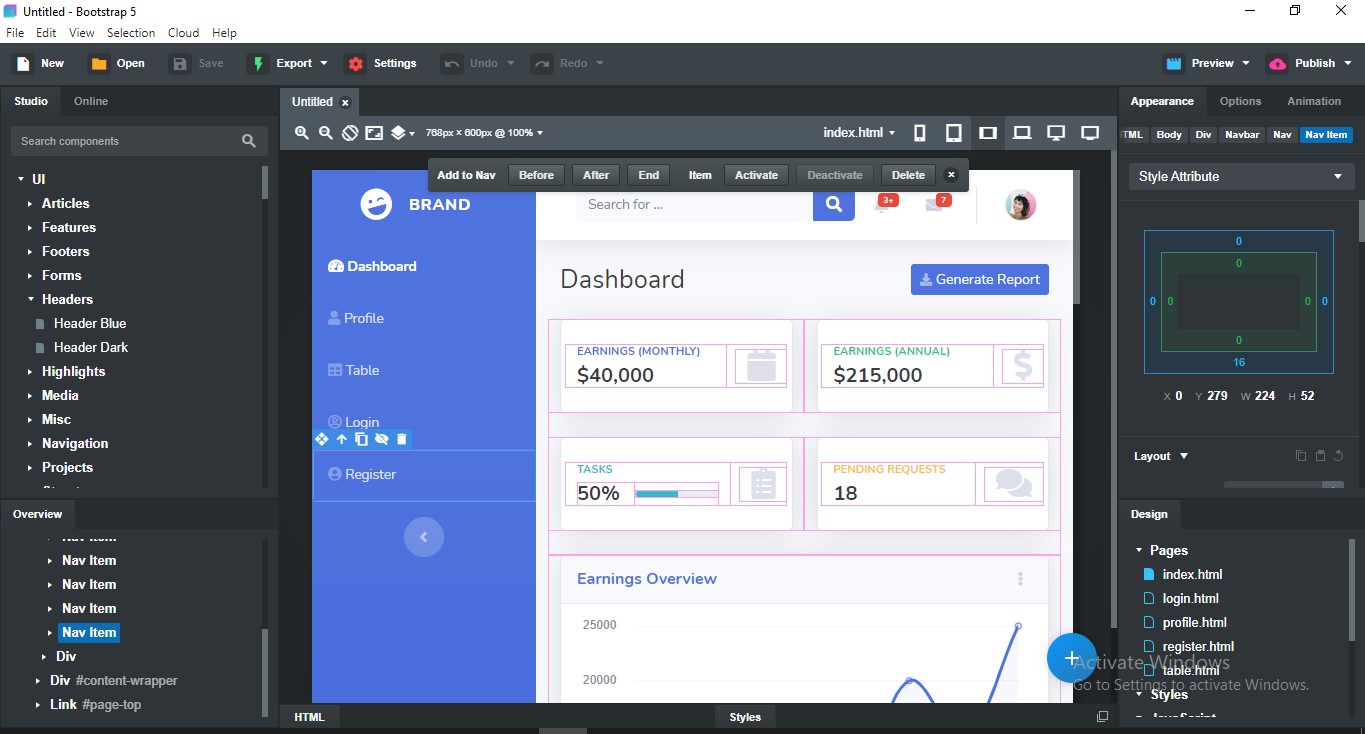 Untitled - Bootstrap 5
File Edit View Selection Cloud Help
New Open Save Export Settings Undo Redo Preview Publish
Studio Online
Search components
UI
Articles
Features
Footers
Forms
Headers
Header Blue
Header Dark
Highlights
Media
Misc
Navigation
Projects
Overview
Nav Item
Nav Item
Nav Item
Nav Item
Nav Item
Div
Div #content-wrapper
Link #page-top
Untitled
768px × 600px @ 100%
index.html
Add to Nav Before After End Item Activate Deactivate Delete
BRAND
Search for ...
3+
7
Dashboard
Profile
Table
Login
Register
Dashboard
Generate Report
EARNINGS (MONTHLY)
$40,000
EARNINGS (ANNUAL)
$215,000
TASKS
50%
PENDING REQUESTS
18
Earnings Overview
25000
20000
HTML
Styles
Appearance Options Animation
TML Body Div Navbar Nav Nav Item
Style Attribute
0
0
0 0 0 0
0
16
X 0 Y 279 W 224 H 52
Layout
Design
Pages
index.html
login.html
profile.html
register.html
table.html
Styles
JavaScript
Activate Windows
Go to Settings to activate Windows.